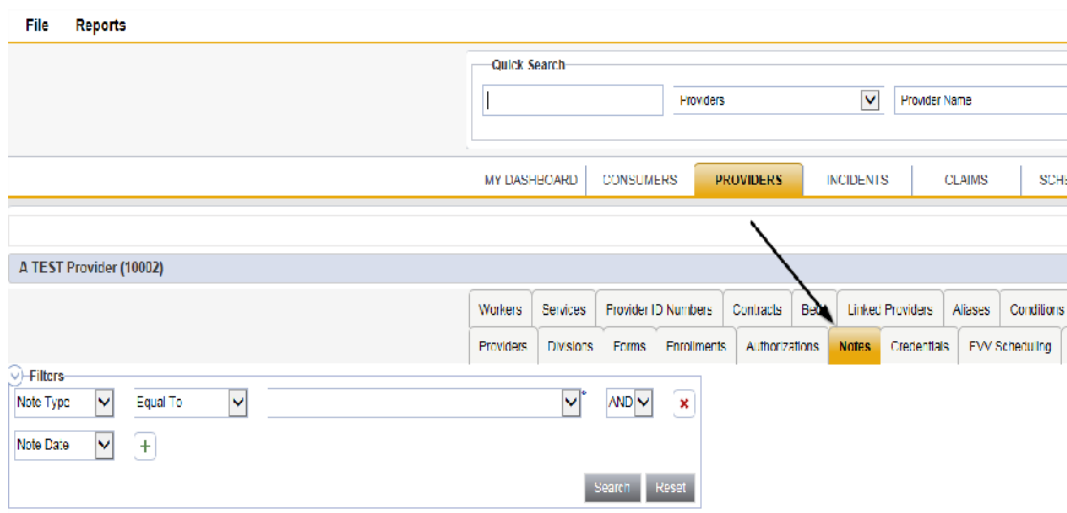 File Reports
Quick Search
Providers Provider Name
MY DASHBOARD CONSUMERS PROVIDERS INCIDENTS CLAIMS SCHE
A TEST Provider (10002)
Workers Services Provider ID Numbers Contracts Linked Providers Aliases Conditions
Providers Divisions Forms Enrollments Authorizations Notes Credentials EVV Scheduling
Filters
Note Type Equal To * AND
Note Date
Search Reset